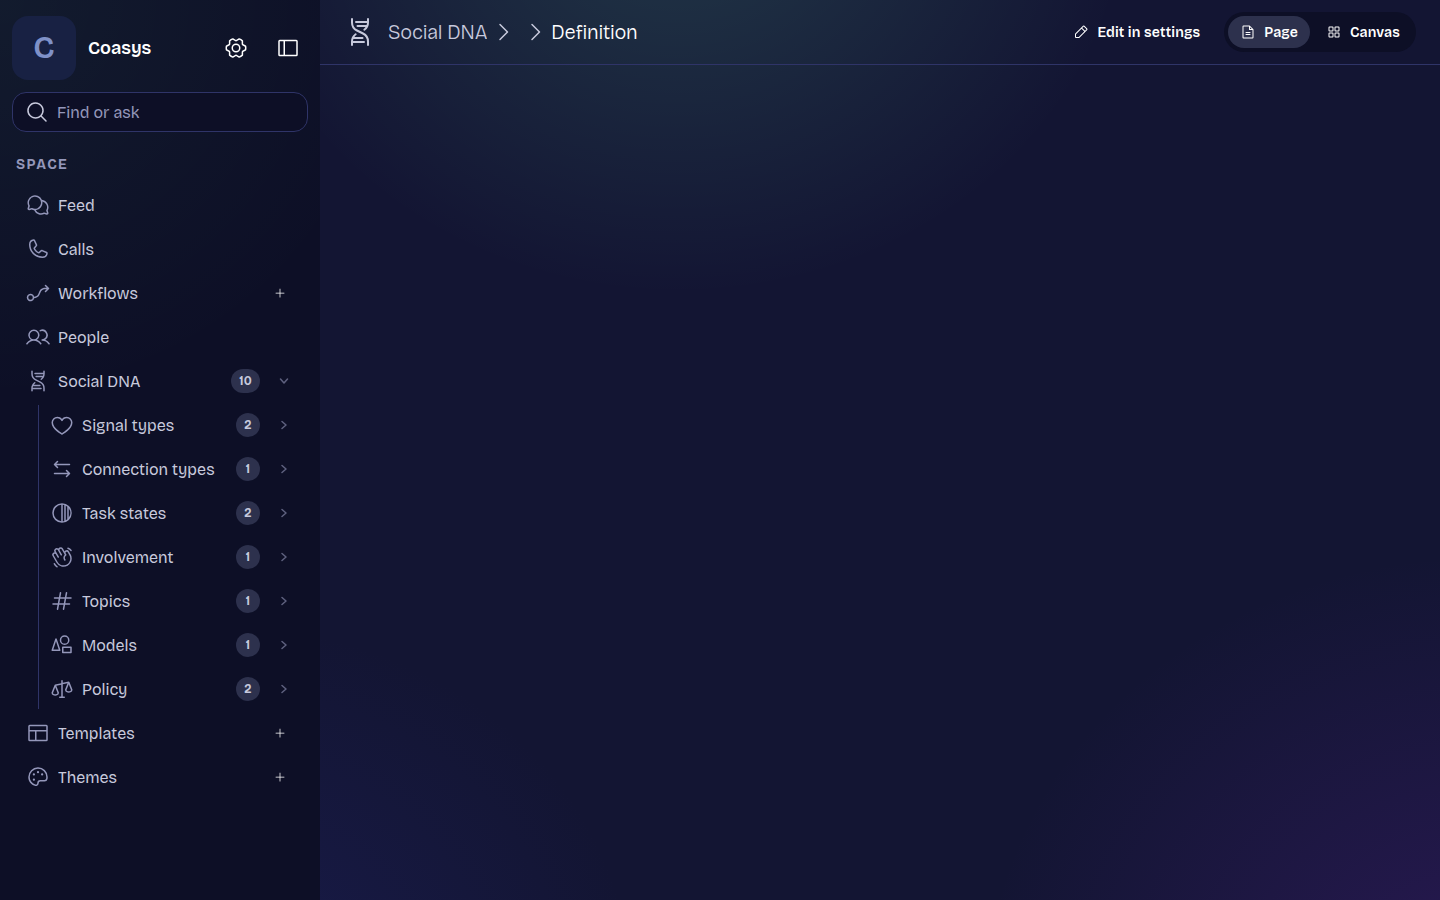 C
Coasys
Find or ask
SPACE
Feed
Calls
Workflows
People
Social DNA 10
Signal types 2
Connection types 1
Task states 2
Involvement 1
Topics 1
Models 1
Policy 2
Templates
Themes
Social DNA Definition
Edit in settings
Page
Canvas